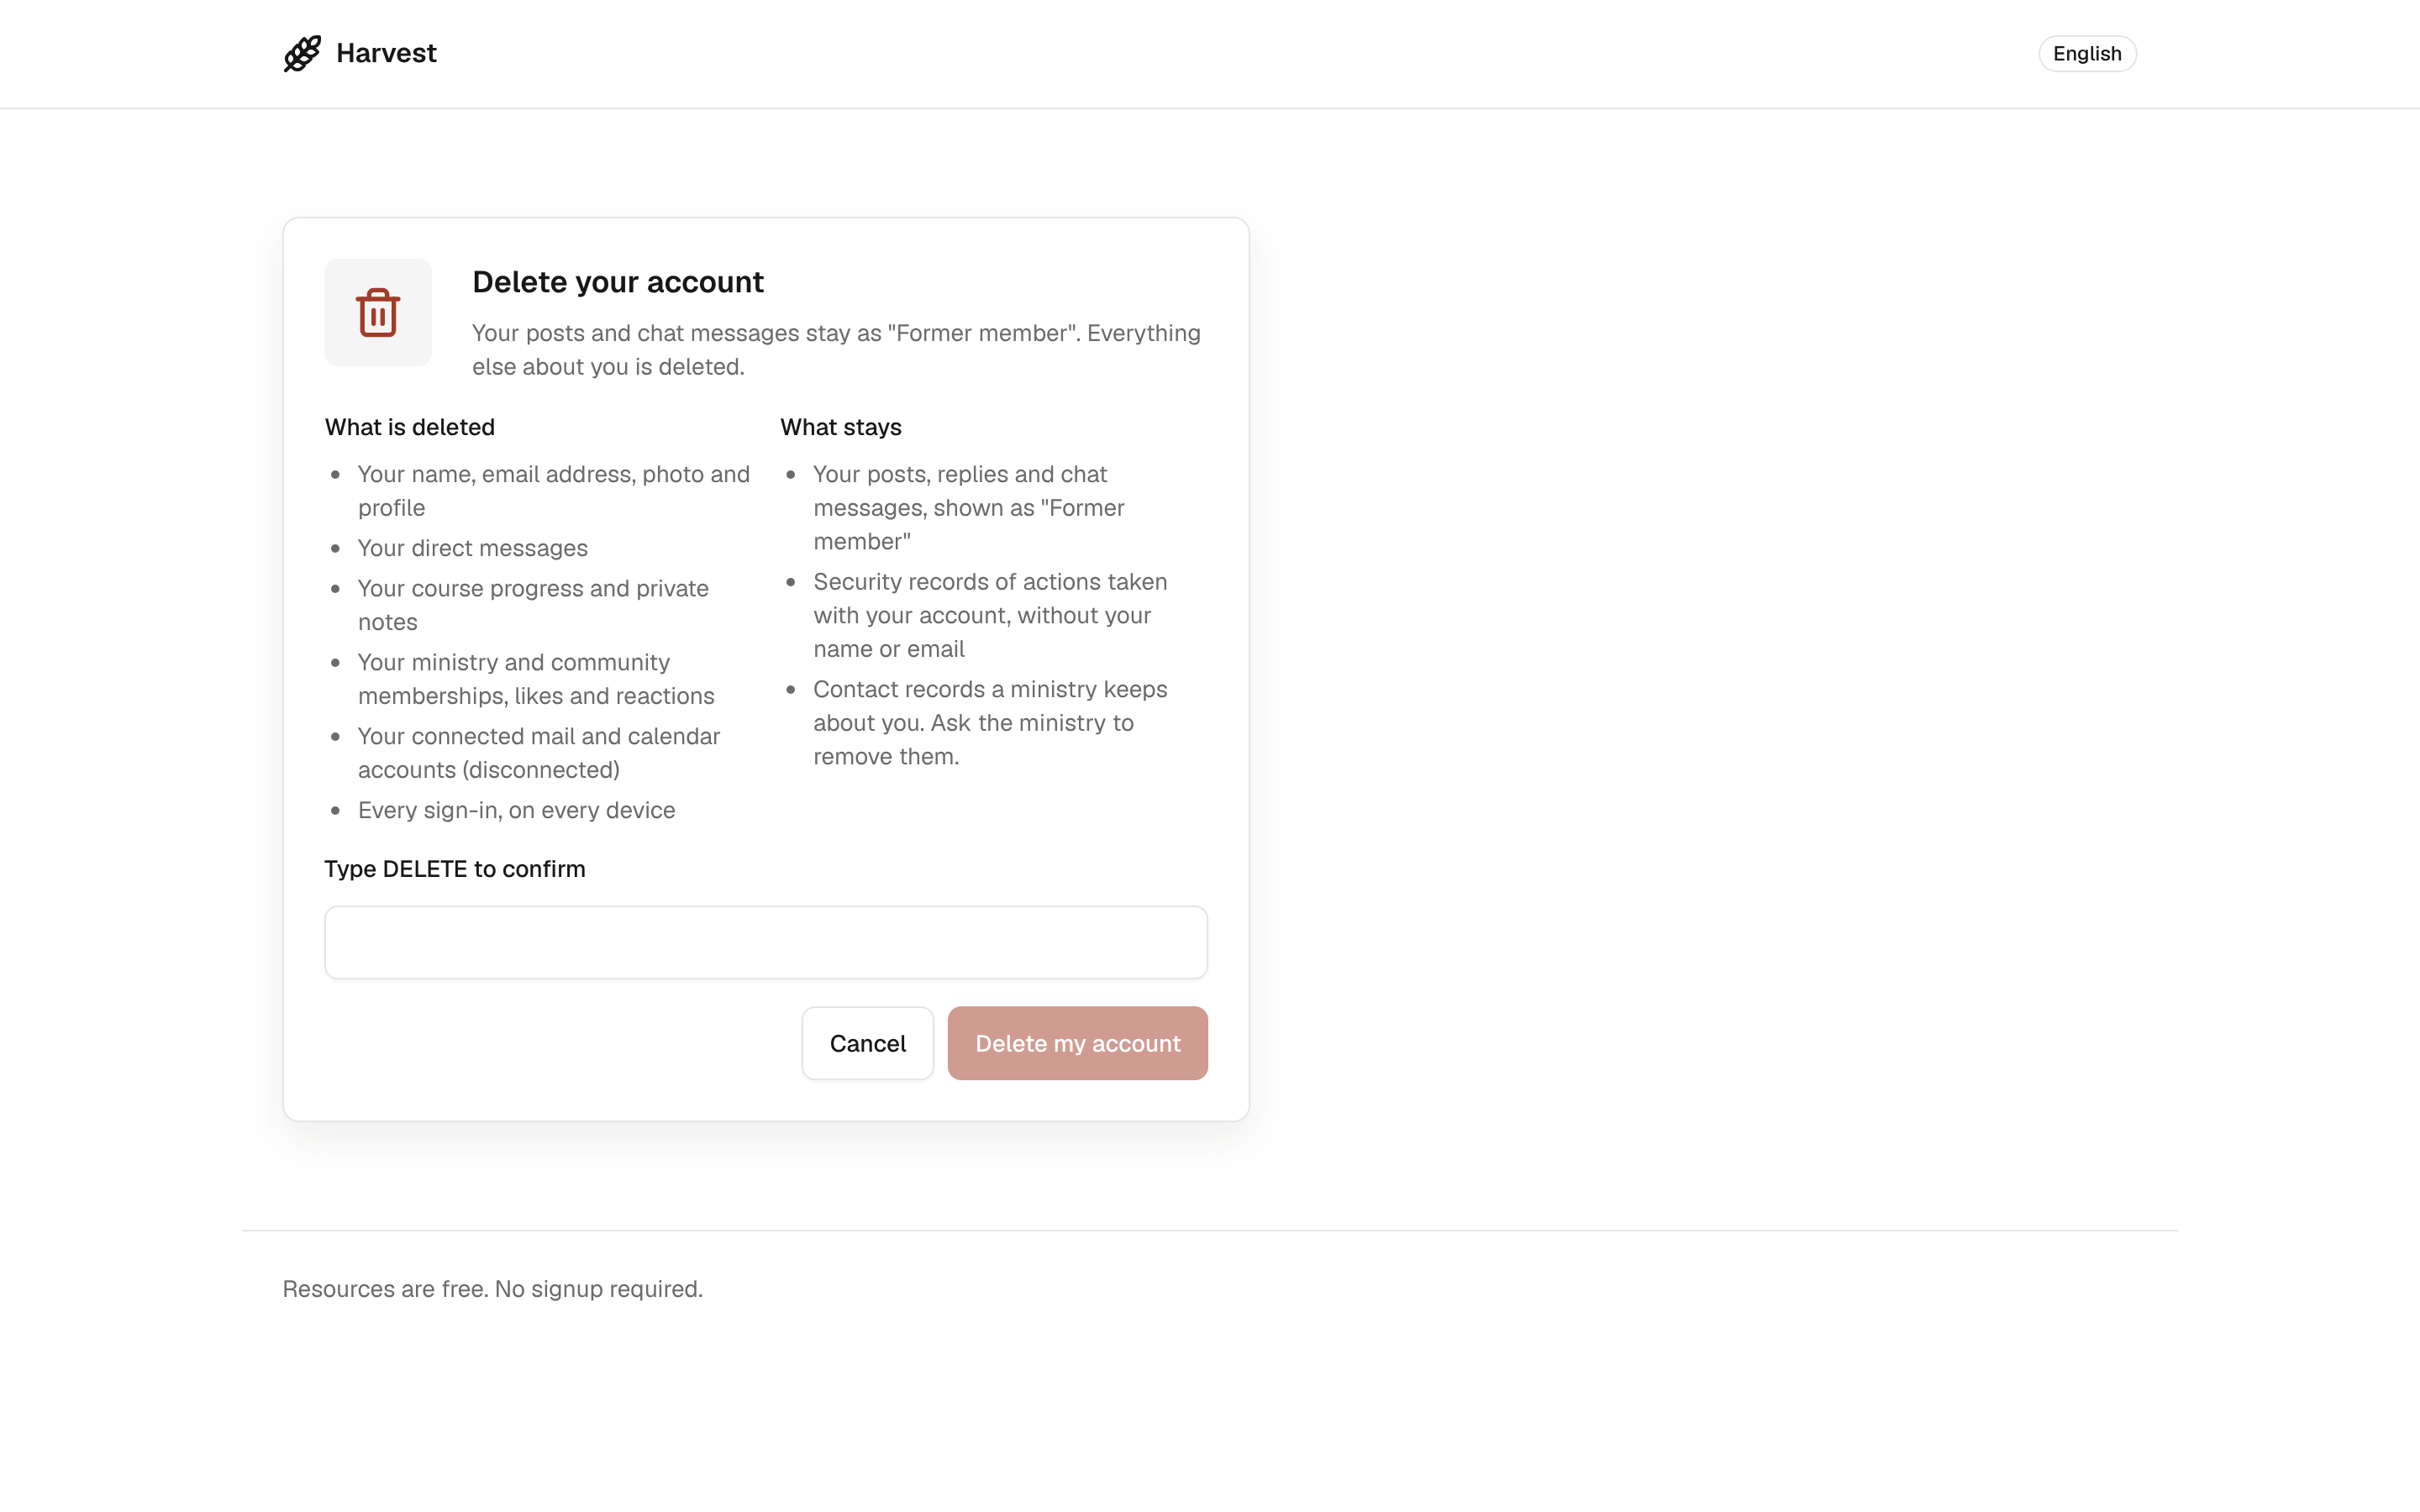 Harvest
English
Delete your account
Your posts and chat messages stay as "Former member". Everything
else about you is deleted.
What is deleted
Your name, email address, photo and
profile
Your direct messages
Your course progress and private
notes
Your ministry and community
memberships, likes and reactions
Your connected mail and calendar
accounts (disconnected)
Every sign-in, on every device
What stays
Your posts, replies and chat
messages, shown as "Former
member"
Security records of actions taken
with your account, without your
name or email
Contact records a ministry keeps
about you. Ask the ministry to
remove them.
Type DELETE to confirm
Cancel
Delete my account
Resources are free. No signup required.